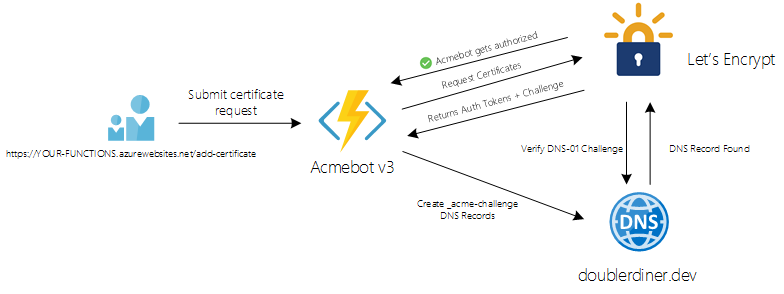 Acmebot gets authorized
Request Certificates
Returns Auth Tokens + Challenge
Let's Encrypt
Submit certificate
request
https://YOUR-FUNCTIONS.azurewebsites.net/add-certificate
Acmebot v3
Verify DNS-01 Challenge
DNS Record Found
Create _acme-challenge
DNS Records
DNS
doublerdiner.dev